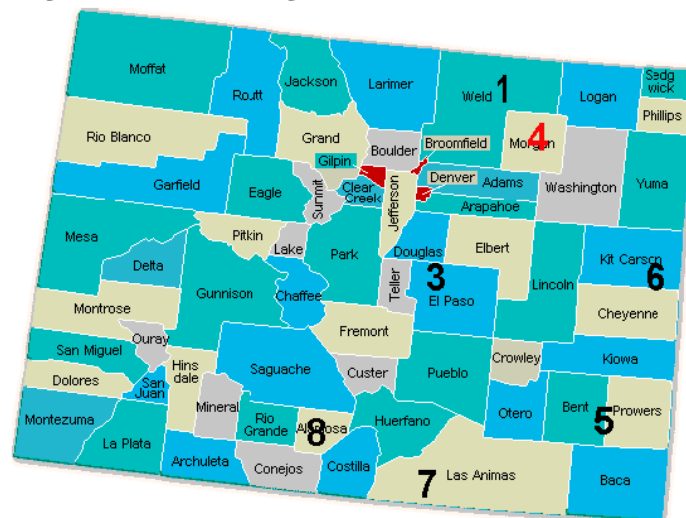 Moffat
Routt
Jackson
Larimer
Weld
1
Logan
Sedg
wick
Phillips
Rio Blanco
Grand
Boulder
Broomfield
Morgan
4
Gilpin
Garfield
Eagle
Summit
Clear
Creek
Jefferson
Denver
Adams
Washington
Yuma
Arapahoe
Mesa
Pitkin
Lake
Park
Douglas
Elbert
Lincoln
Kit Carson
6
Delta
Gunnison
Chaffee
Teller
3
El Paso
Cheyenne
Montrose
Ouray
Fremont
Crowley
Kiowa
San Miguel
Hins
dale
Saguache
Custer
Pueblo
Dolores
San
Juan
Mineral
Rio
Grande
Alamosa
8
Huerfano
Otero
Bent
5
Prowers
Montezuma
La Plata
Archuleta
Conejos
Costilla
7
Las Animas
Baca